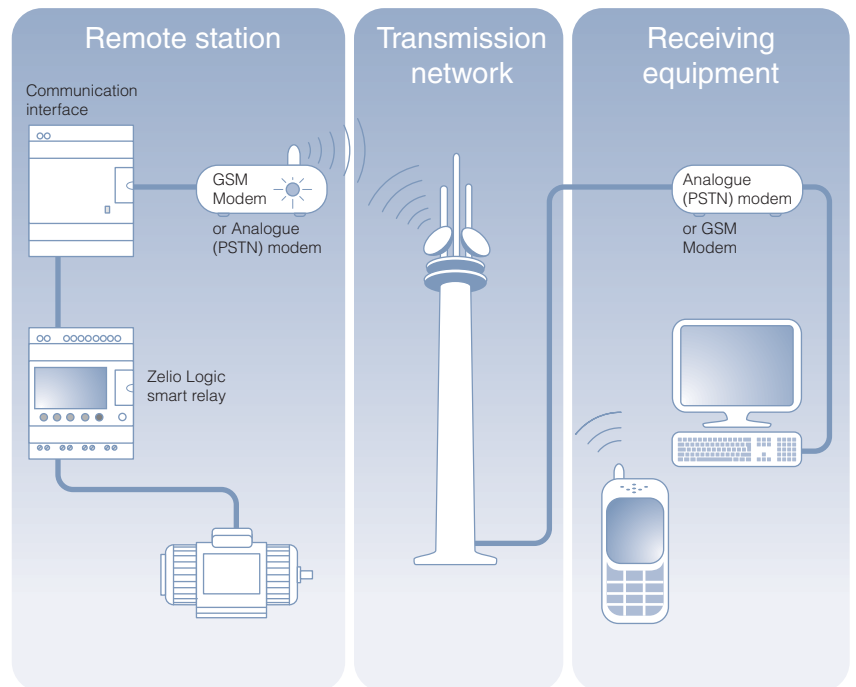 Remote station
Communication
interface
GSM
Modem
or Analogue
(PSTN) modem
Zelio Logic
smart relay
Transmission
network
Receiving
equipment
Analogue
(PSTN) modem
or GSM
Modem